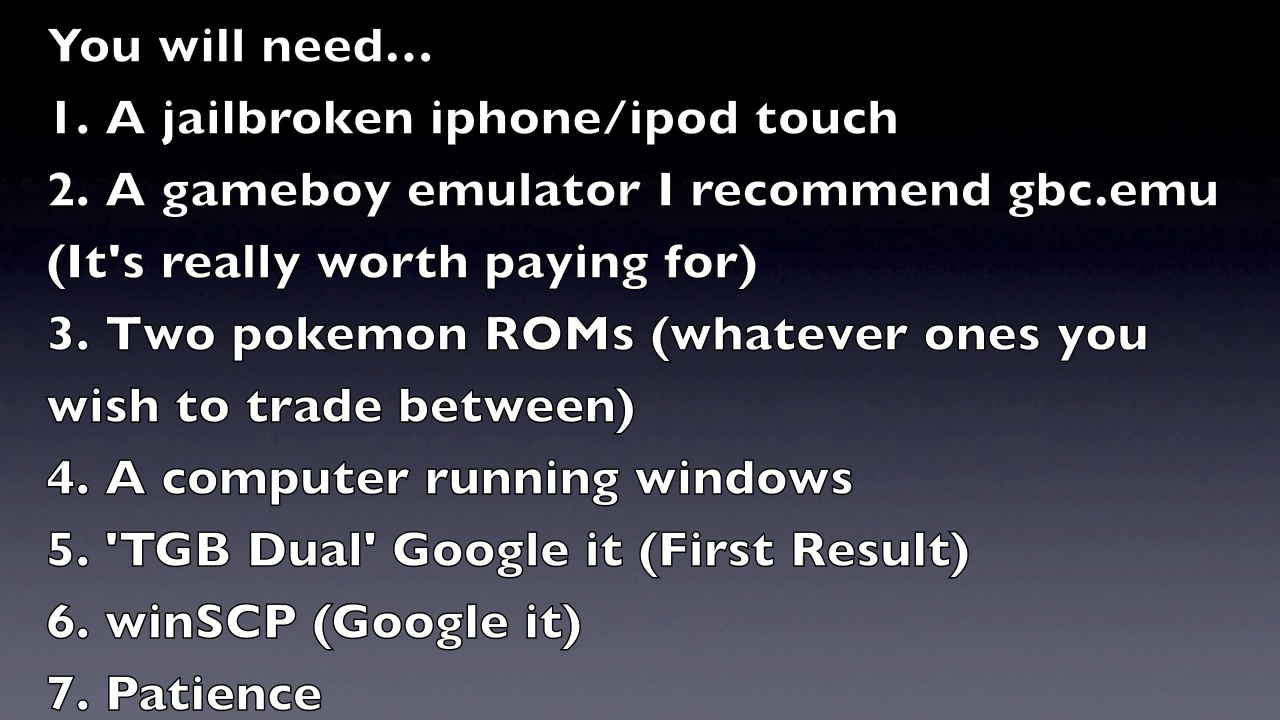 You will need...
1. A jailbroken iphone/ipod touch
2. A gameboy emulator I recommend gbc.emu
(It's really worth paying for)
3. Two pokemon ROMs (whatever ones you
wish to trade between)
4. A computer running windows
5. 'TGB Dual' Google it (First Result)
6. winSCP (Google it)
7. Patience